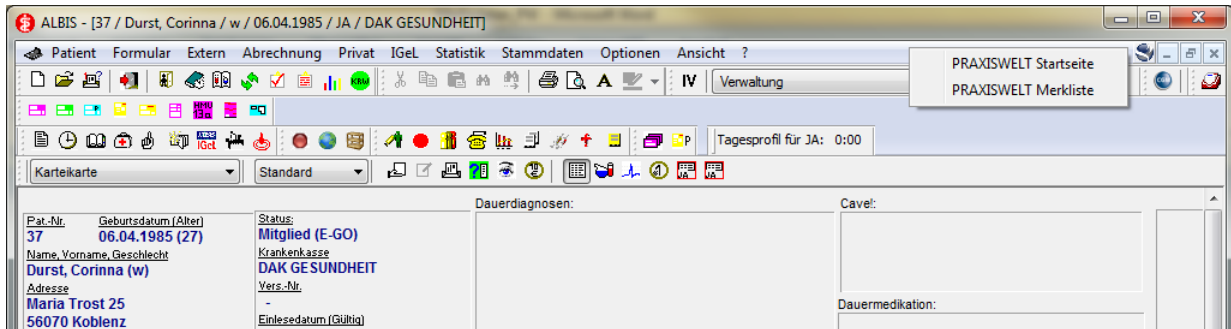 ALBIS - [37 / Durst, Corinna / w / 06.04.1985 / JA / DAK GESUNDHEIT]
Patient Formular Extern Abrechnung Privat IGeL Statistik Stammdaten Optionen Ansicht ?
PRAXISWELT Startseite
PRAXISWELT Merkliste
IV Verwaltung
Tagesprofil für JA: 0:00
Karteikarte Standard
Dauerdiagnosen: Cave!:
Pat.-Nr. Geburtsdatum (Alter) Status:
37 06.04.1985 (27) Mitglied (E-GO)
Name, Vorname, Geschlecht Krankenkasse
Durst, Corinna (w) DAK GESUNDHEIT
Adresse Vers.-Nr.
Maria Trost 25 - Dauermedikation:
56070 Koblenz Einlesedatum (Gültig)